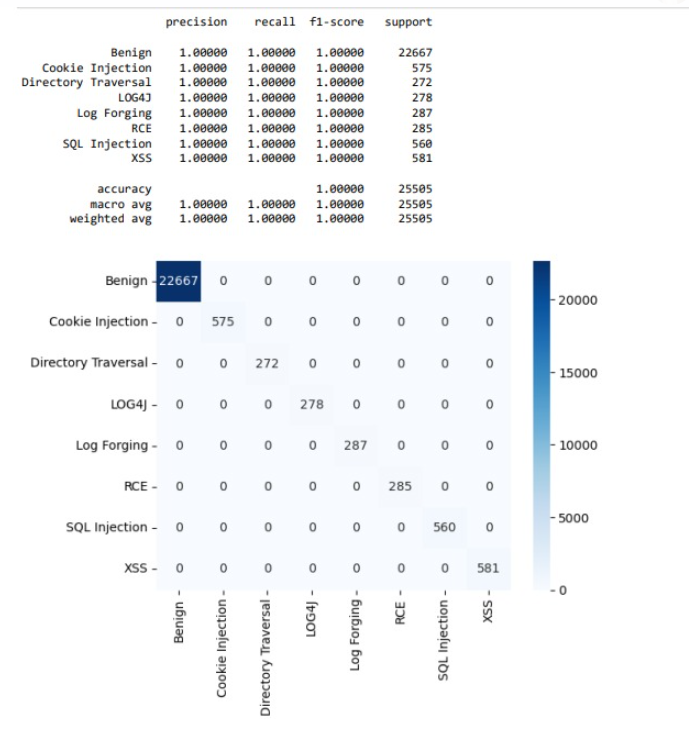 precision recall f1-score support
Benign 1.00000 1.00000 1.00000 22667
Cookie Injection 1.00000 1.00000 1.00000 575
Directory Traversal 1.00000 1.00000 1.00000 272
LOG4J 1.00000 1.00000 1.00000 278
Log Forging 1.00000 1.00000 1.00000 287
RCE 1.00000 1.00000 1.00000 285
SQL Injection 1.00000 1.00000 1.00000 560
XSS 1.00000 1.00000 1.00000 581
accuracy 1.00000 25505
macro avg 1.00000 1.00000 1.00000 25505
weighted avg 1.00000 1.00000 1.00000 25505
Benign 22667 0 0 0 0 0 0 0
Cookie Injection 0 575 0 0 0 0 0 0
Directory Traversal 0 0 272 0 0 0 0 0
LOG4J 0 0 0 278 0 0 0 0
Log Forging 0 0 0 0 287 0 0 0
RCE 0 0 0 0 0 285 0 0
SQL Injection 0 0 0 0 0 0 560 0
XSS 0 0 0 0 0 0 0 581
Benign
Cookie Injection
Directory Traversal
LOG4J
Log Forging
RCE
SQL Injection
XSS
20000
15000
10000
5000
0